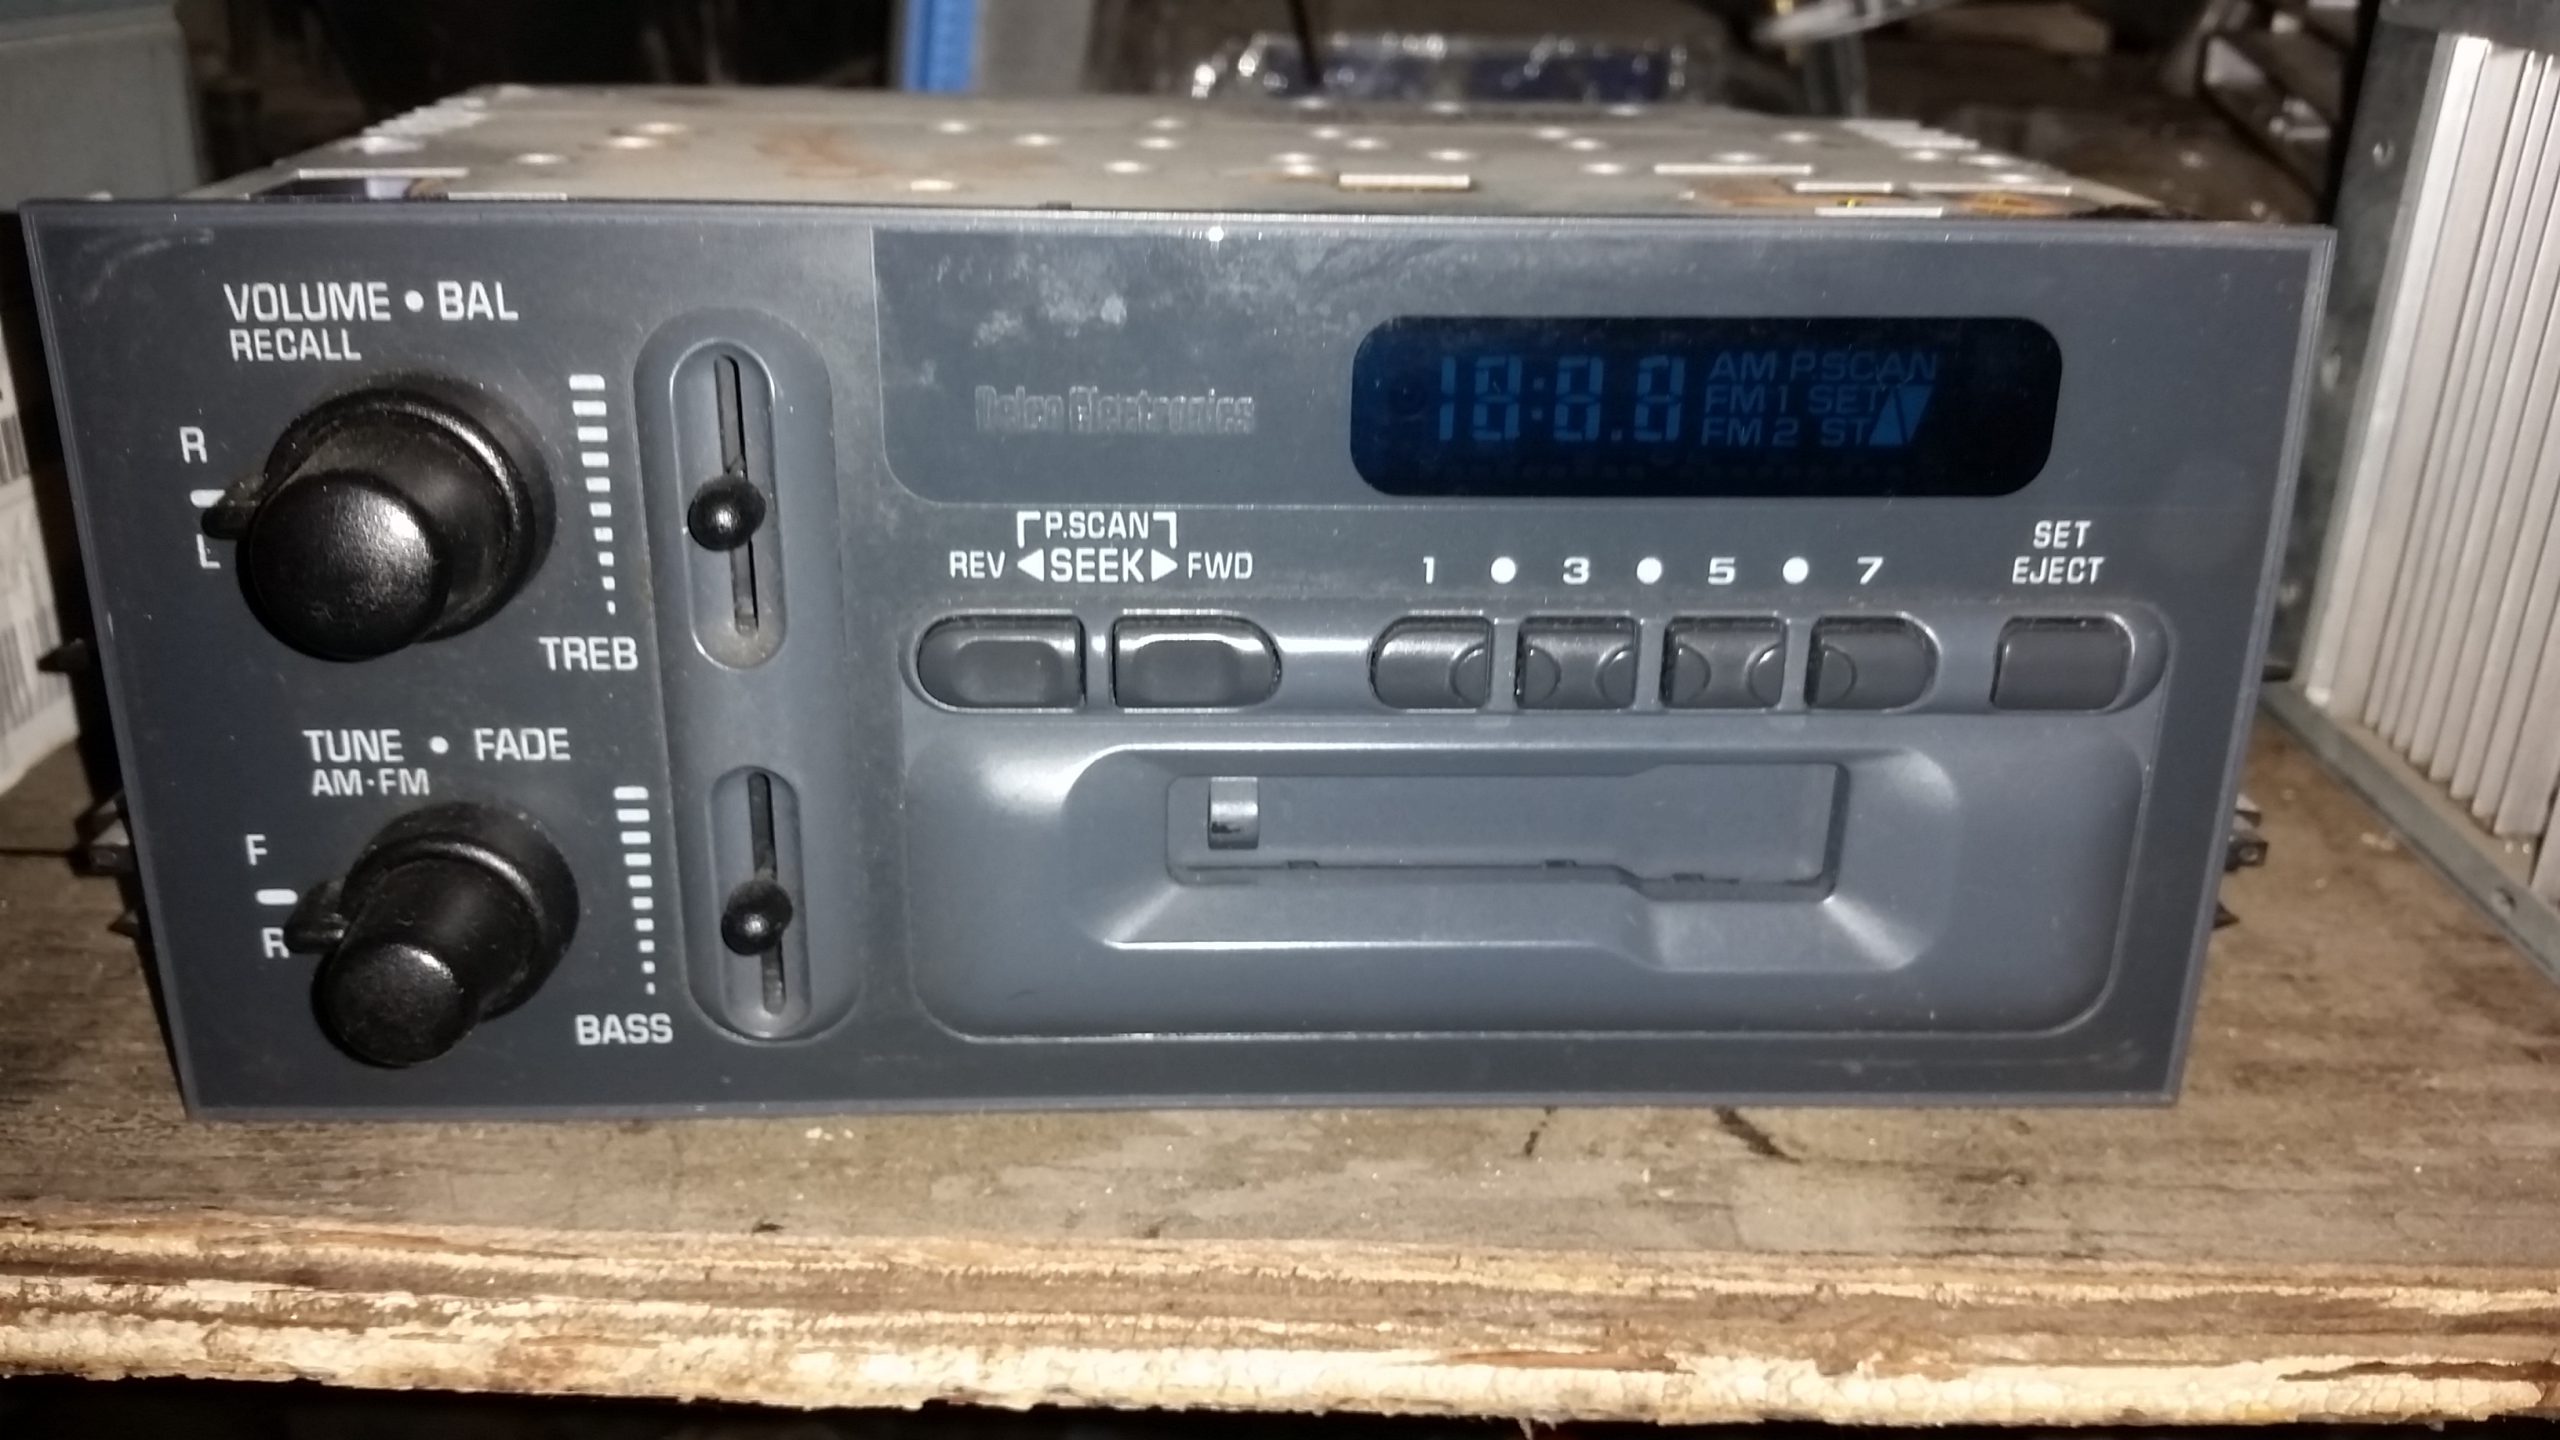 VOLUME • BAL
RECALL
R
L
TREB
TUNE • FADE
AM·FM
F
R
BASS
Delco Electronics
18:8.8
AM P.SCAN
FM 1 SET
FM 2 ST
P.SCAN
REV ◀SEEK▶ FWD
1 • 3 • 5 • 7
SET
EJECT